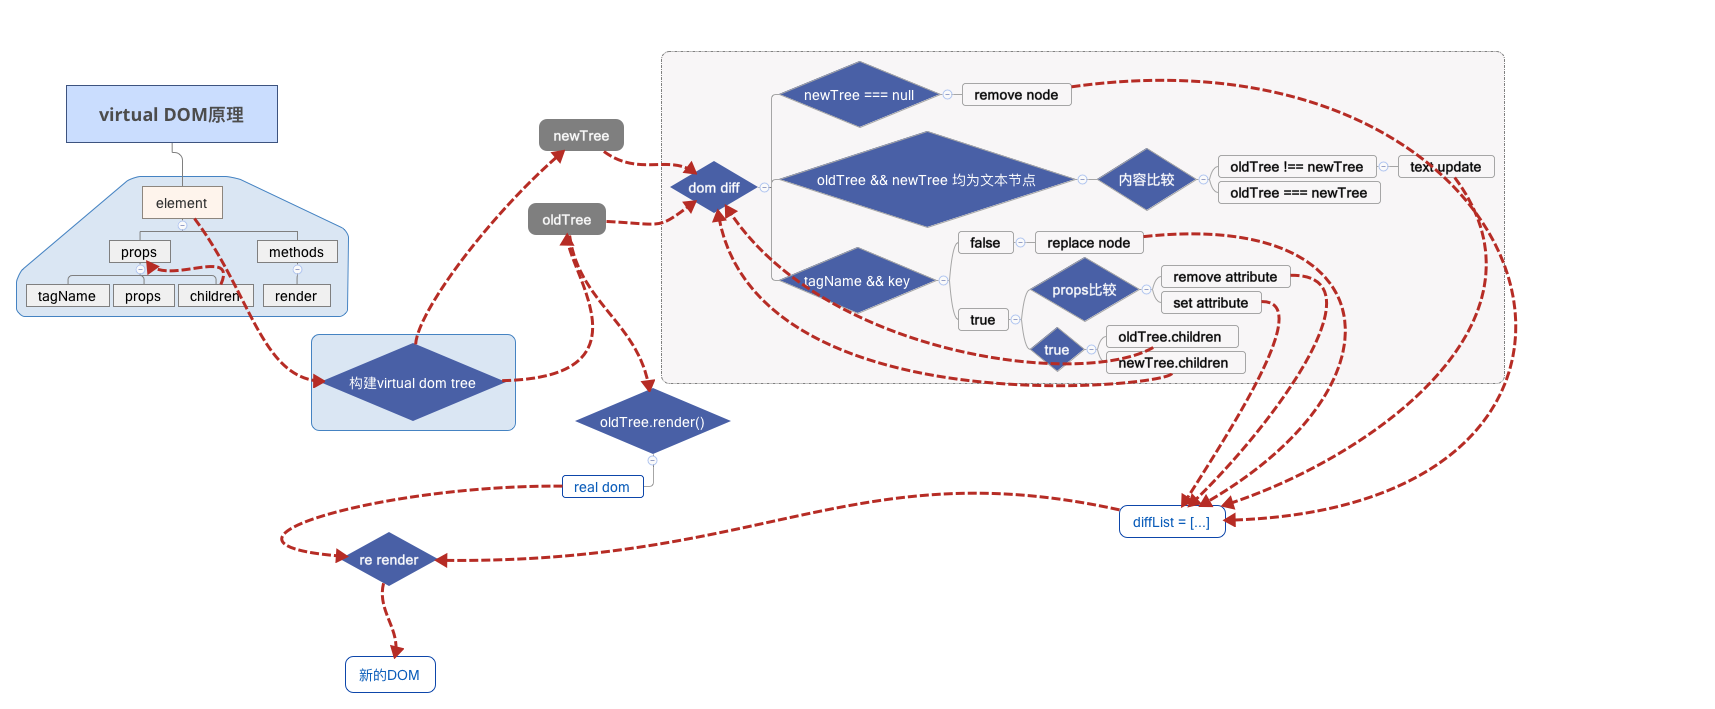 virtual DOM原理
element
props
methods
tagName
props
children
render
构建virtual dom tree
newTree
oldTree
dom diff
newTree === null
remove node
oldTree && newTree 均为文本节点
内容比较
oldTree !== newTree
text.update
oldTree === newTree
tagName && key
false
replace node
true
props比较
remove attribute
set attribute
true
oldTree.children
newTree.children
oldTree.render()
real dom
diffList = [...]
re render
新的DOM